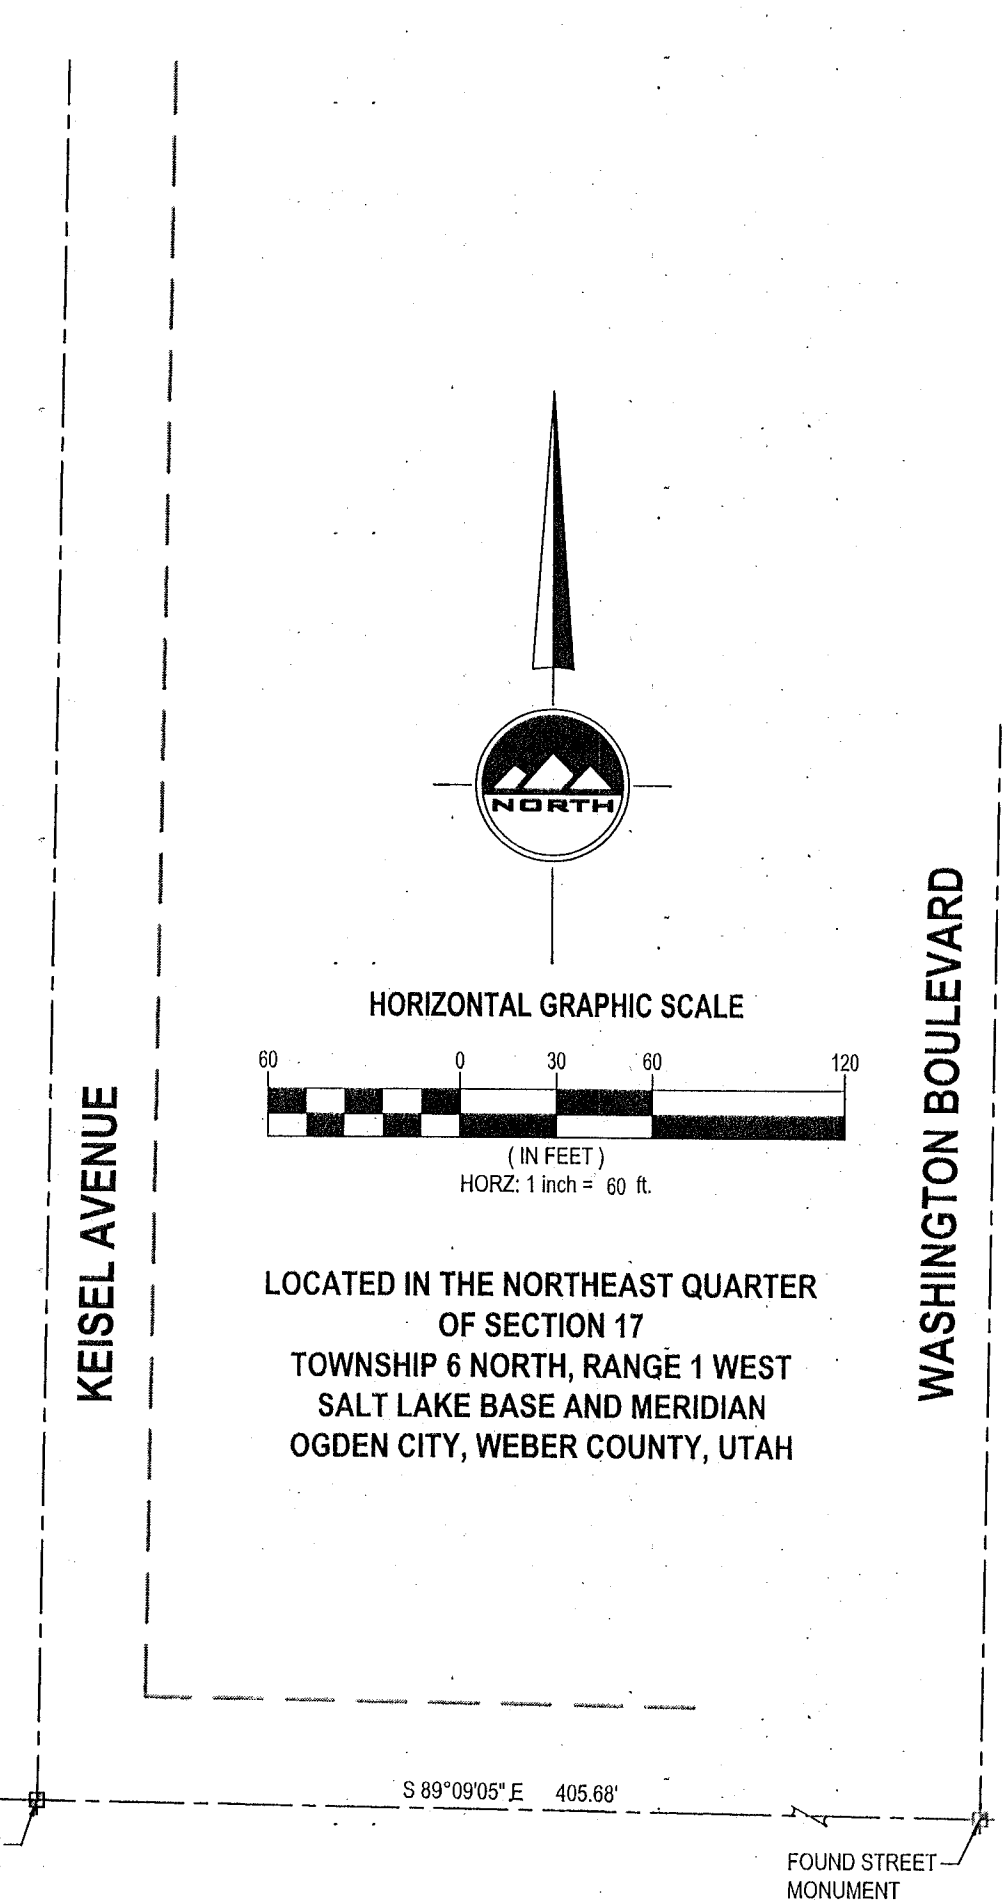 NORTH
HORIZONTAL GRAPHIC SCALE
60 0 30 60 120
( IN FEET )
HORZ: 1 inch = 60 ft.
KEISEL AVENUE
WASHINGTON BOULEVARD
LOCATED IN THE NORTHEAST QUARTER
OF SECTION 17
TOWNSHIP 6 NORTH, RANGE 1 WEST
SALT LAKE BASE AND MERIDIAN
OGDEN CITY, WEBER COUNTY, UTAH
S 89°09'05" E 405.68'
FOUND STREET
MONUMENT